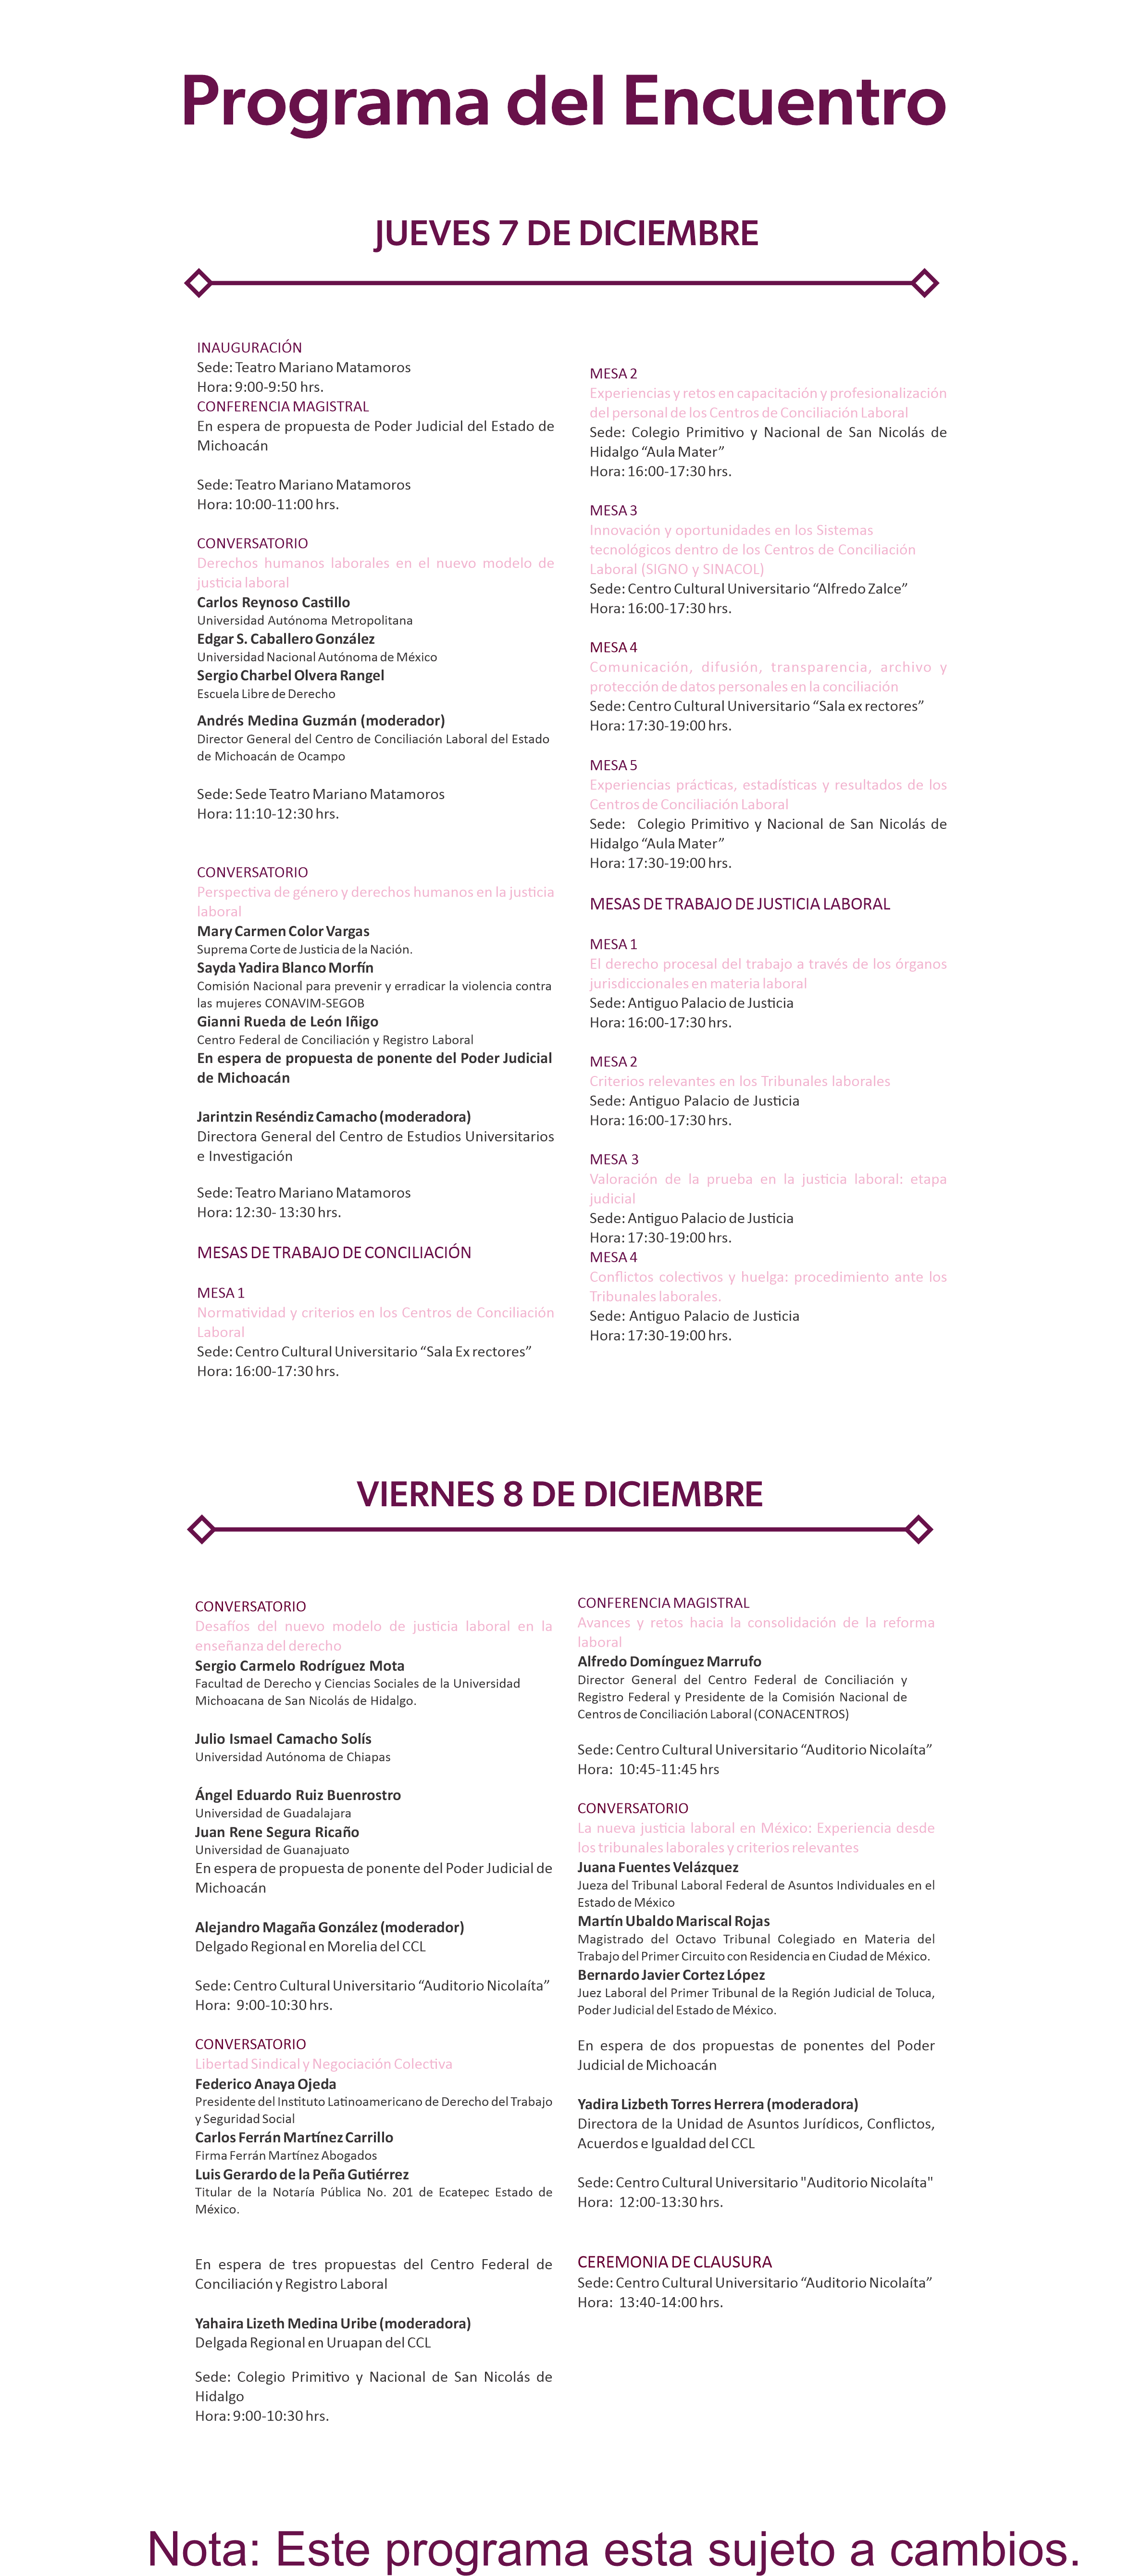 Programa del Encuentro
JUEVES 7 DE DICIEMBRE
INAUGURACIÓN
Sede: Teatro Mariano Matamoros
Hora: 9:00-9:50 hrs.
CONFERENCIA MAGISTRAL
En espera de propuesta de Poder Judicial del Estado de
Michoacán
Sede: Teatro Mariano Matamoros
Hora: 10:00-11:00 hrs.
CONVERSATORIO
Derechos humanos laborales en el nuevo modelo de
justicia laboral
Carlos Reynoso Castillo
Universidad Autónoma Metropolitana
Edgar S. Caballero González
Universidad Nacional Autónoma de México
Sergio Charbel Olvera Rangel
Escuela Libre de Derecho
Andrés Medina Guzmán (moderador)
Director General del Centro de Conciliación Laboral del Estado
de Michoacán de Ocampo
Sede: Sede Teatro Mariano Matamoros
Hora: 11:10-12:30 hrs.
CONVERSATORIO
Perspectiva de género y derechos humanos en la justicia
laboral
Mary Carmen Color Vargas
Suprema Corte de Justicia de la Nación.
Sayda Yadira Blanco Morfín
Comisión Nacional para prevenir y erradicar la violencia contra
las mujeres CONAVIM-SEGOB
Gianni Rueda de León Iñigo
Centro Federal de Conciliación y Registro Laboral
En espera de propuesta de ponente del Poder Judicial
de Michoacán
Jarintzin Reséndiz Camacho (moderadora)
Directora General del Centro de Estudios Universitarios
e Investigación
Sede: Teatro Mariano Matamoros
Hora: 12:30- 13:30 hrs.
MESAS DE TRABAJO DE CONCILIACIÓN
MESA 1
Normatividad y criterios en los Centros de Conciliación
Laboral
Sede: Centro Cultural Universitario “Sala Ex rectores”
Hora: 16:00-17:30 hrs.
MESA 2
Experiencias y retos en capacitación y profesionalización
del personal de los Centros de Conciliación Laboral
Sede: Colegio Primitivo y Nacional de San Nicolás de
Hidalgo “Aula Mater”
Hora: 16:00-17:30 hrs.
MESA 3
Innovación y oportunidades en los Sistemas
tecnológicos dentro de los Centros de Conciliación
Laboral (SIGNO y SINACOL)
Sede: Centro Cultural Universitario “Alfredo Zalce”
Hora: 16:00-17:30 hrs.
MESA 4
Comunicación, difusión, transparencia, archivo y
protección de datos personales en la conciliación
Sede: Centro Cultural Universitario “Sala ex rectores”
Hora: 17:30-19:00 hrs.
MESA 5
Experiencias prácticas, estadísticas y resultados de los
Centros de Conciliación Laboral
Sede: Colegio Primitivo y Nacional de San Nicolás de
Hidalgo “Aula Mater”
Hora: 17:30-19:00 hrs.
MESAS DE TRABAJO DE JUSTICIA LABORAL
MESA 1
El derecho procesal del trabajo a través de los órganos
jurisdiccionales en materia laboral
Sede: Antiguo Palacio de Justicia
Hora: 16:00-17:30 hrs.
MESA 2
Criterios relevantes en los Tribunales laborales
Sede: Antiguo Palacio de Justicia
Hora: 16:00-17:30 hrs.
MESA 3
Valoración de la prueba en la justicia laboral: etapa
judicial
Sede: Antiguo Palacio de Justicia
Hora: 17:30-19:00 hrs.
MESA 4
Conflictos colectivos y huelga: procedimiento ante los
Tribunales laborales.
Sede: Antiguo Palacio de Justicia
Hora: 17:30-19:00 hrs.
VIERNES 8 DE DICIEMBRE
CONVERSATORIO
Desafíos del nuevo modelo de justicia laboral en la
enseñanza del derecho
Sergio Carmelo Rodríguez Mota
Facultad de Derecho y Ciencias Sociales de la Universidad
Michoacana de San Nicolás de Hidalgo.
Julio Ismael Camacho Solís
Universidad Autónoma de Chiapas
Ángel Eduardo Ruiz Buenrostro
Universidad de Guadalajara
Juan Rene Segura Ricaño
Universidad de Guanajuato
En espera de propuesta de ponente del Poder Judicial de
Michoacán
Alejandro Magaña González (moderador)
Delgado Regional en Morelia del CCL
Sede: Centro Cultural Universitario “Auditorio Nicolaíta”
Hora: 9:00-10:30 hrs.
CONVERSATORIO
Libertad Sindical y Negociación Colectiva
Federico Anaya Ojeda
Presidente del Instituto Latinoamericano de Derecho del Trabajo
y Seguridad Social
Carlos Ferrán Martínez Carrillo
Firma Ferrán Martínez Abogados
Luis Gerardo de la Peña Gutiérrez
Titular de la Notaría Pública No. 201 de Ecatepec Estado de
México.
En espera de tres propuestas del Centro Federal de
Conciliación y Registro Laboral
Yahaira Lizeth Medina Uribe (moderadora)
Delgada Regional en Uruapan del CCL
Sede: Colegio Primitivo y Nacional de San Nicolás de
Hidalgo
Hora: 9:00-10:30 hrs.
CONFERENCIA MAGISTRAL
Avances y retos hacia la consolidación de la reforma
laboral
Alfredo Domínguez Marrufo
Director General del Centro Federal de Conciliación y
Registro Federal y Presidente de la Comisión Nacional de
Centros de Conciliación Laboral (CONACENTROS)
Sede: Centro Cultural Universitario “Auditorio Nicolaíta”
Hora: 10:45-11:45 hrs
CONVERSATORIO
La nueva justicia laboral en México: Experiencia desde
los tribunales laborales y criterios relevantes
Juana Fuentes Velázquez
Jueza del Tribunal Laboral Federal de Asuntos Individuales en el
Estado de México
Martín Ubaldo Mariscal Rojas
Magistrado del Octavo Tribunal Colegiado en Materia del
Trabajo del Primer Circuito con Residencia en Ciudad de México.
Bernardo Javier Cortez López
Juez Laboral del Primer Tribunal de la Región Judicial de Toluca,
Poder Judicial del Estado de México.
En espera de dos propuestas de ponentes del Poder
Judicial de Michoacán
Yadira Lizbeth Torres Herrera (moderadora)
Directora de la Unidad de Asuntos Jurídicos, Conflictos,
Acuerdos e Igualdad del CCL
Sede: Centro Cultural Universitario "Auditorio Nicolaíta"
Hora: 12:00-13:30 hrs.
CEREMONIA DE CLAUSURA
Sede: Centro Cultural Universitario “Auditorio Nicolaíta”
Hora: 13:40-14:00 hrs.
Nota: Este programa esta sujeto a cambios.